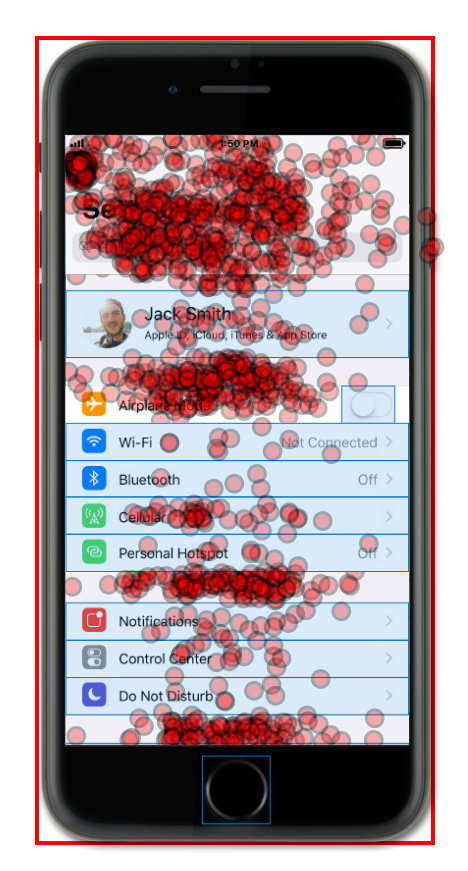 1:50 PM
Se
Jack Smith
Apple ID, iCloud, iTunes & App Store
Airplane Mode
Wi-Fi Not Connected
Bluetooth Off
Cellular
Personal Hotspot Off
Notifications
Control Center
Do Not Disturb